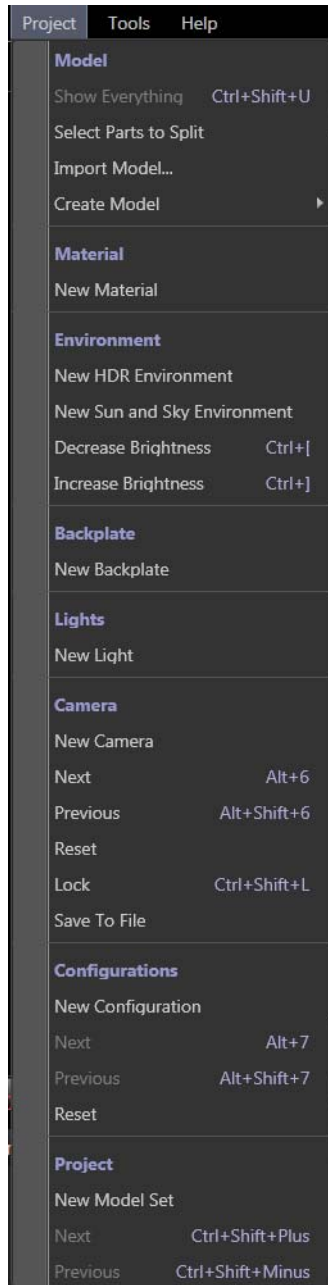 Project Tools Help
Model
Show Everything Ctrl+Shift+U
Select Parts to Split
Import Model...
Create Model
Material
New Material
Environment
New HDR Environment
New Sun and Sky Environment
Decrease Brightness Ctrl+[
Increase Brightness Ctrl+]
Backplate
New Backplate
Lights
New Light
Camera
New Camera
Next Alt+6
Previous Alt+Shift+6
Reset
Lock Ctrl+Shift+L
Save To File
Configurations
New Configuration
Next Alt+7
Previous Alt+Shift+7
Reset
Project
New Model Set
Next Ctrl+Shift+Plus
Previous Ctrl+Shift+Minus